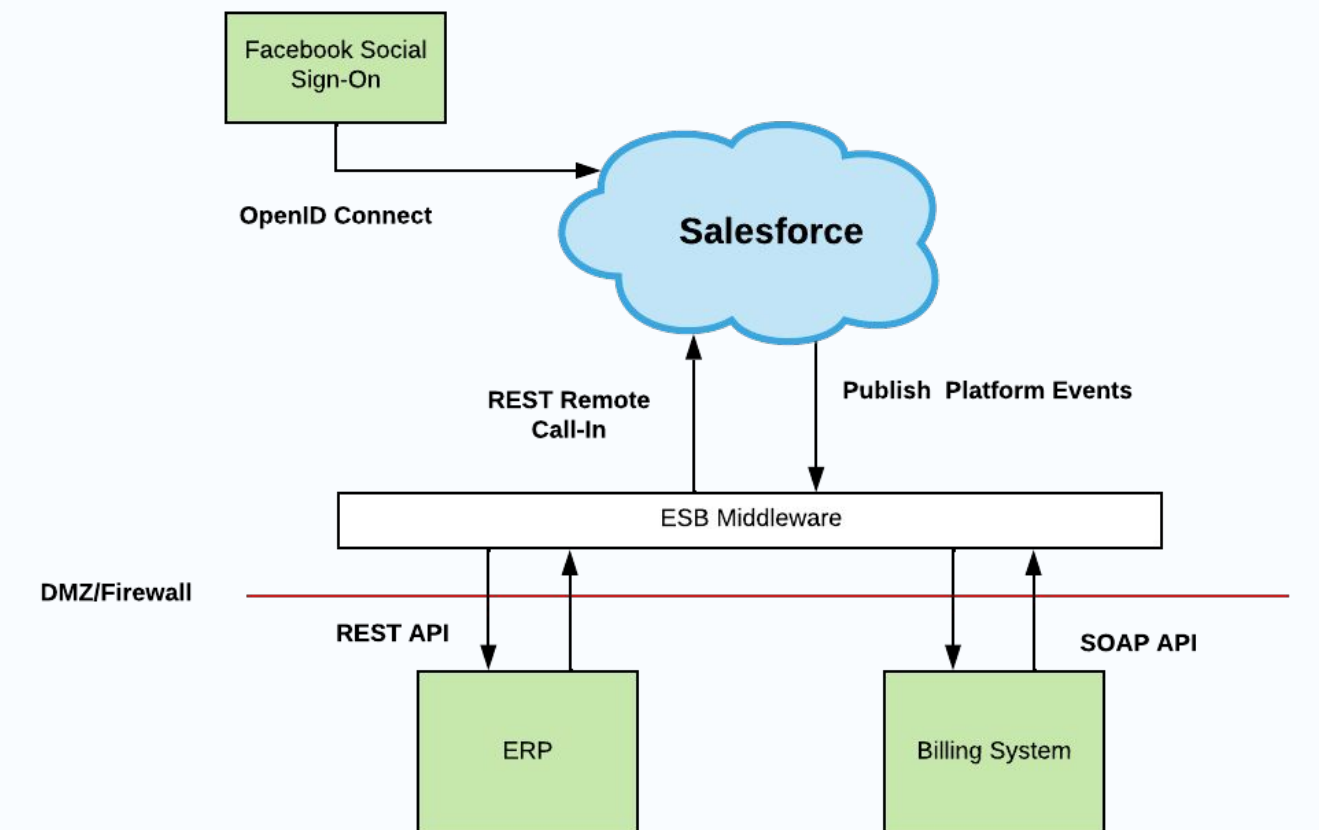 Facebook Social
Sign-On
OpenID Connect
Salesforce
REST Remote
Call-In
Publish  Platform Events
ESB Middleware
DMZ/Firewall
REST API
SOAP API
ERP
Billing System